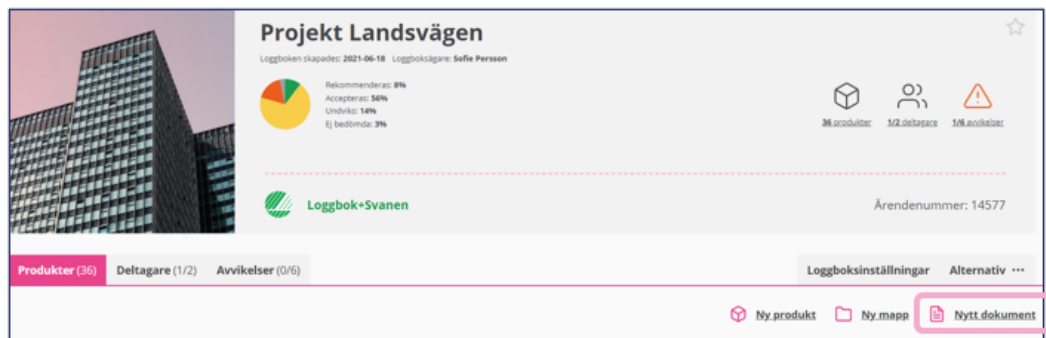 Projekt Landsvägen
Loggboken skapades: 2021-06-18 Loggboksägare: Sofie Persson
Rekommenderas: 8%
Accepteras: 56%
Undviks: 14%
Ej bedömda: 3%
36 produkter 1/2 deltagare 1/6 avvikelser
Loggbok+Svanen Ärendenummer: 14577
Produkter (36) Deltagare (1/2) Avvikelser (0/6) Loggboksinställningar Alternativ ···
Ny produkt Ny mapp Nytt dokument